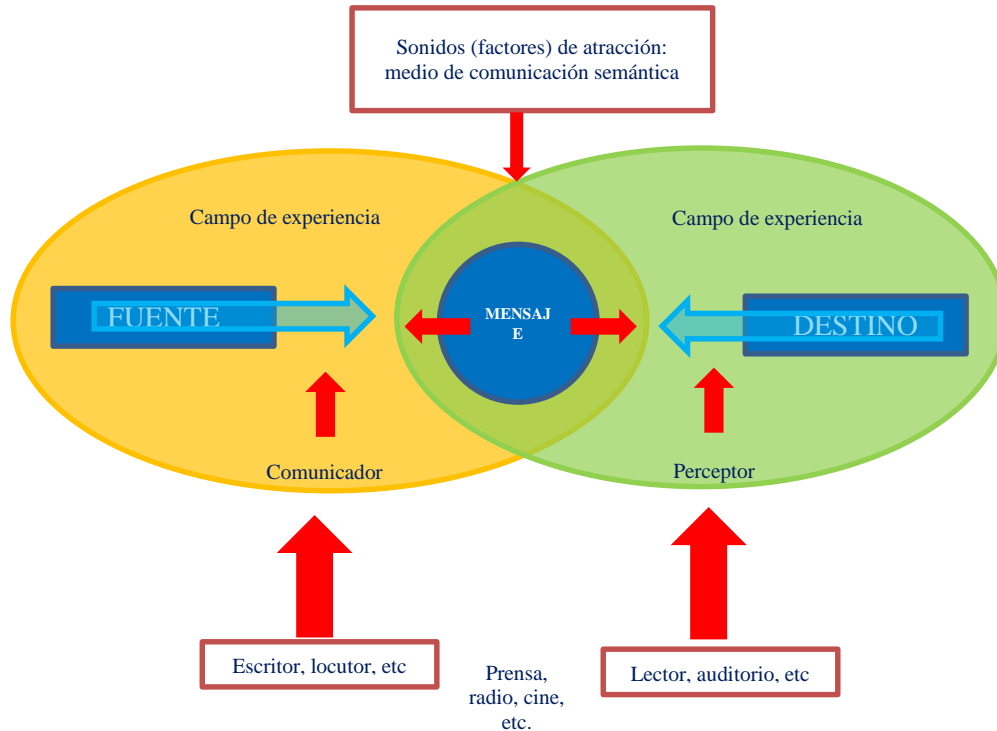 Sonidos (factores) de atracción:
medio de comunicación semántica
Campo de experiencia
Campo de experiencia
FUENTE
MENSAJ
E
DESTINO
Comunicador
Perceptor
Escritor, locutor, etc
Prensa,
radio, cine,
etc.
Lector, auditorio, etc